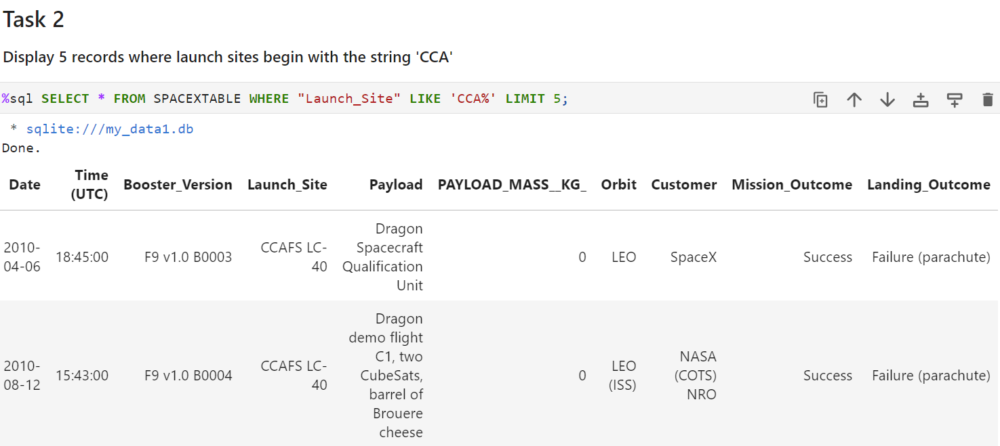 Task 2
Display 5 records where launch sites begin with the string 'CCA'
%sql SELECT * FROM SPACEXTABLE WHERE "Launch_Site" LIKE 'CCA%' LIMIT 5;
* sqlite:///my_data1.db
Done.
Date Time (UTC) Booster_Version Launch_Site Payload PAYLOAD_MASS__KG_ Orbit Customer Mission_Outcome Landing_Outcome
2010-04-06 18:45:00 F9 v1.0 B0003 CCAFS LC-40 Dragon Spacecraft Qualification Unit 0 LEO SpaceX Success Failure (parachute)
2010-08-12 15:43:00 F9 v1.0 B0004 CCAFS LC-40 Dragon demo flight C1, two CubeSats, barrel of Brouere cheese 0 LEO (ISS) NASA (COTS) NRO Success Failure (parachute)